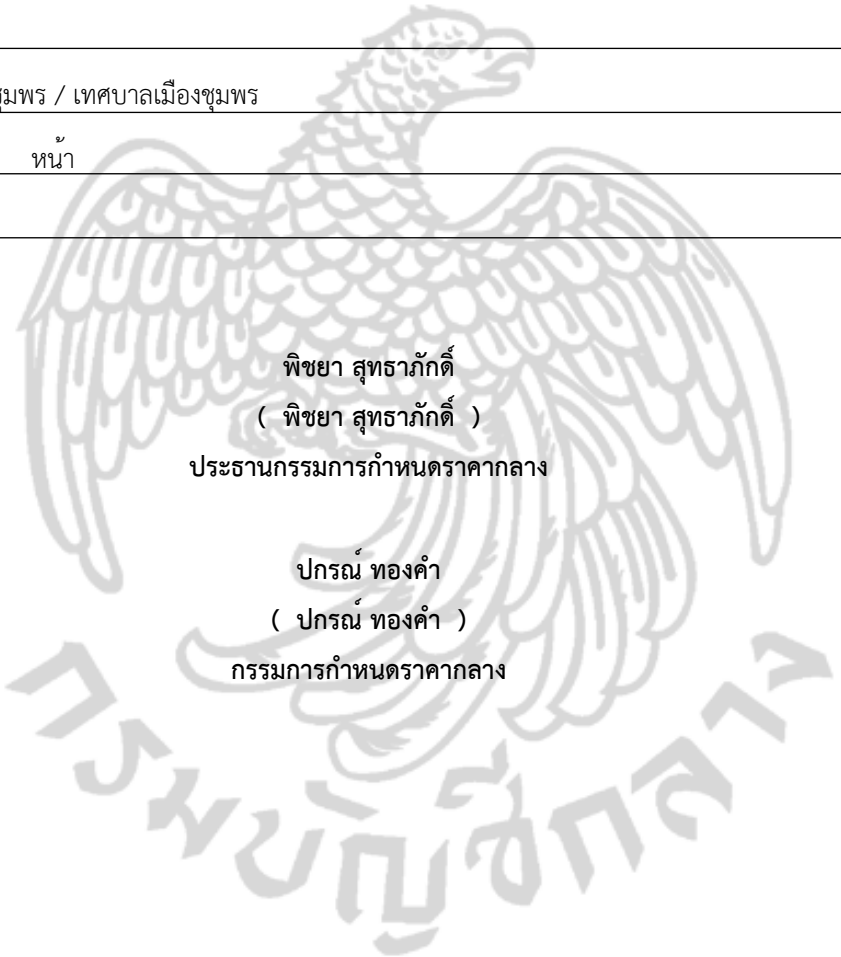 / เทศบาลเมืองชุมพร
หน้า
พิชยา สุทธาภักดิ์
( พิชยา สุทธาภักดิ์ )
ประธานกรรมการกำหนดราคากลาง
ปกรณ์ ทองคำ
( ปกรณ์ ทองคำ )
กรรมการกำหนดราคากลาง
กรมบัญชีกลาง